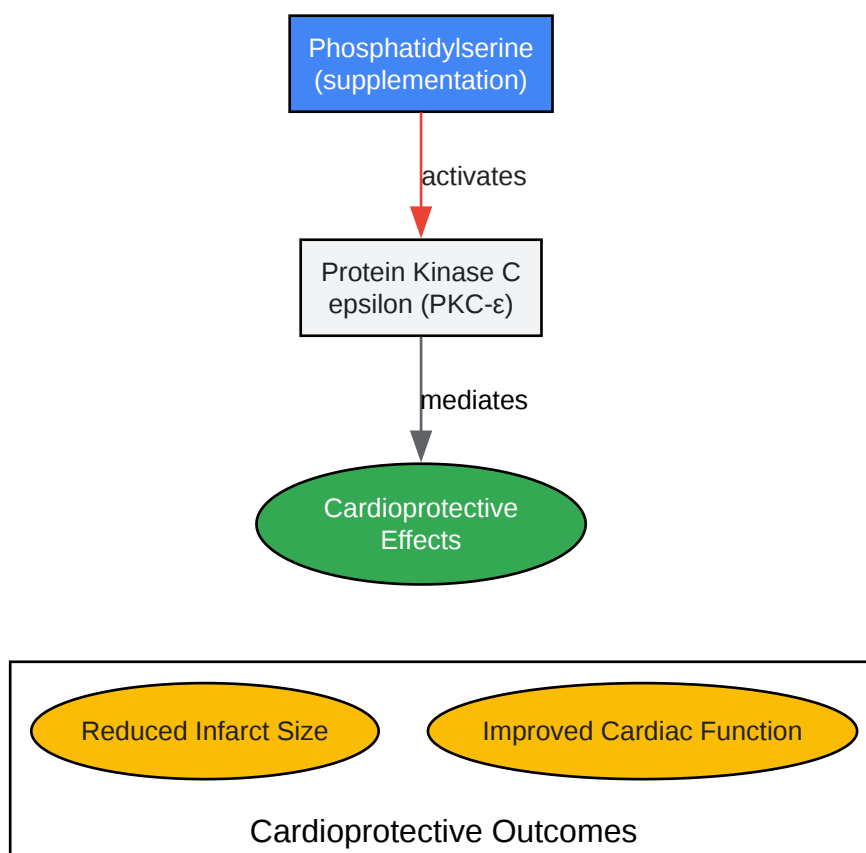 Phosphatidylserine
(supplementation)
activates
Protein Kinase C
epsilon (PKC-ε)
mediates
Cardioprotective
Effects
Reduced Infarct Size
Improved Cardiac Function
Cardioprotective Outcomes